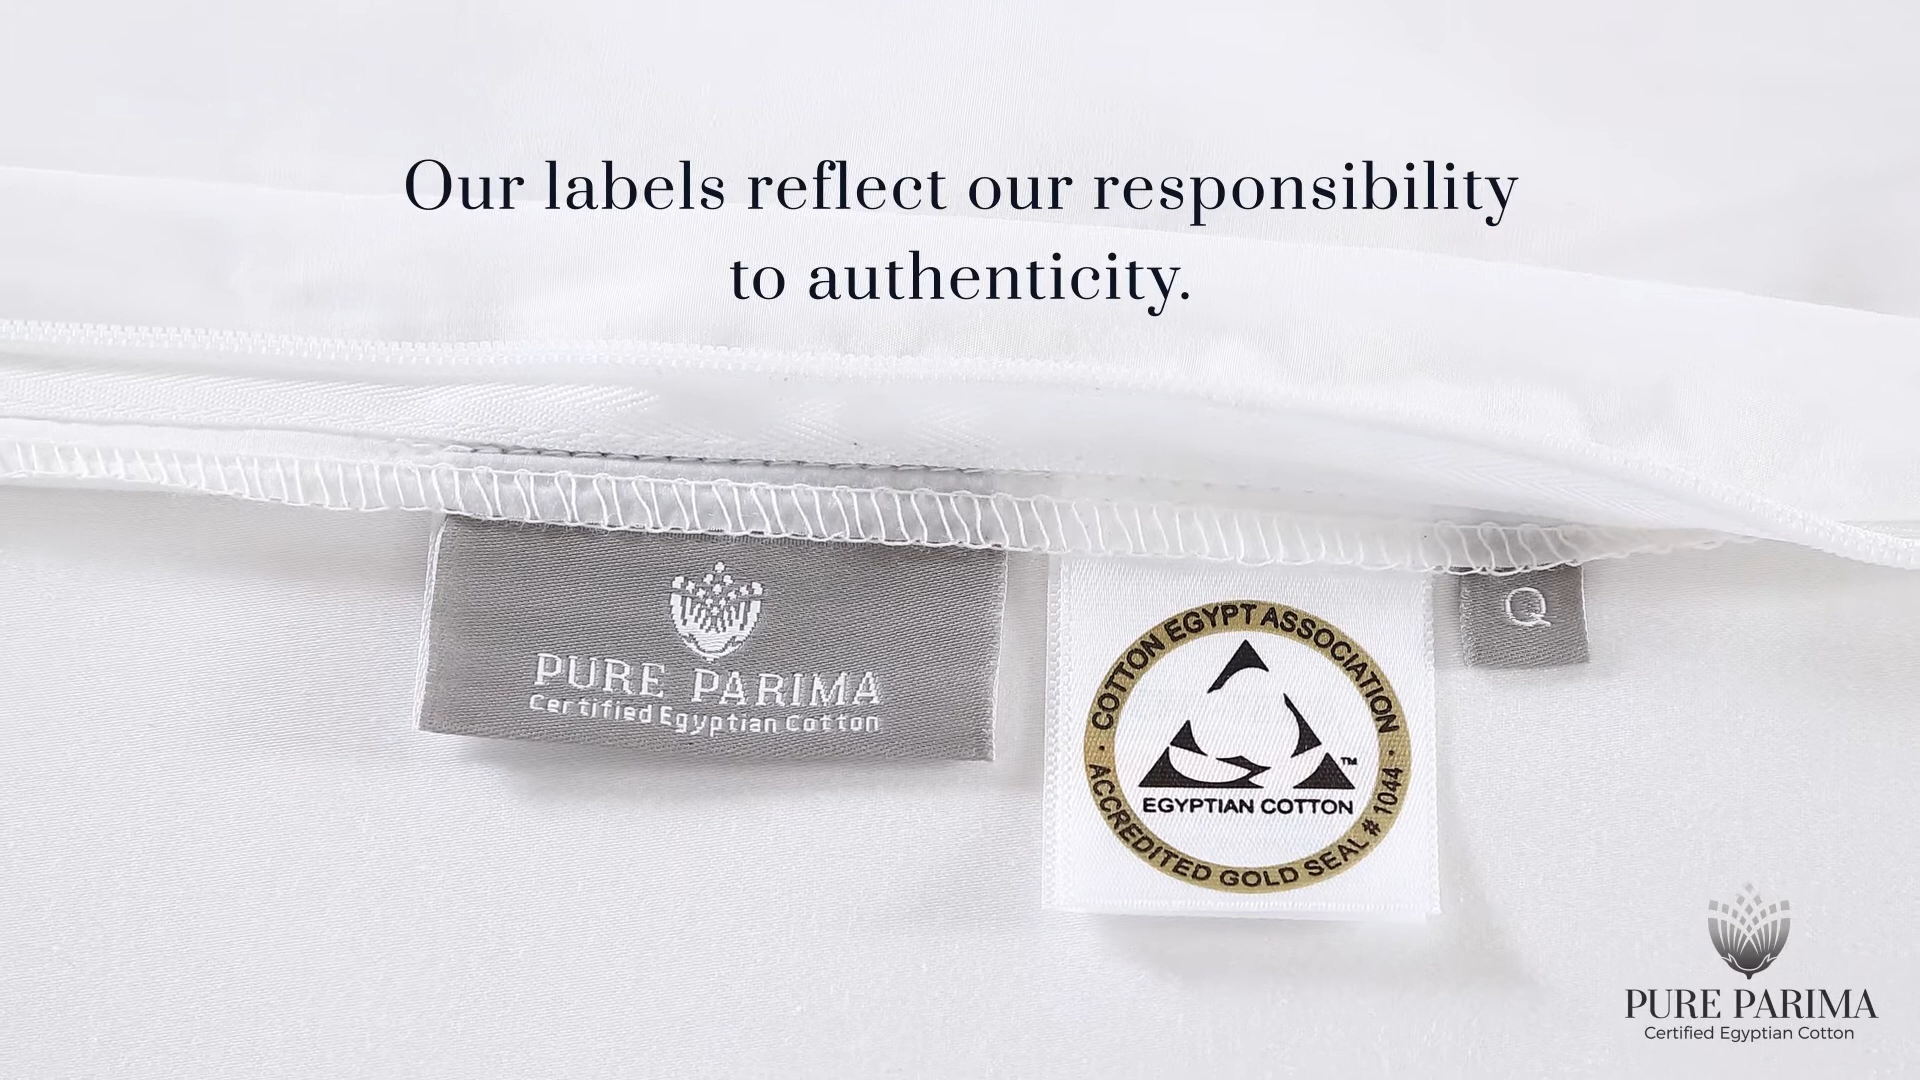 Our labels reflect our responsibility
to authenticity.
PURE PARIMA
Certified Egyptian Cotton
COTTON EGYPT ASSOCIATION
EGYPTIAN COTTON™
· ACCREDITED GOLD SEAL # 1044 ·
Q
PURE PARIMA
Certified Egyptian Cotton